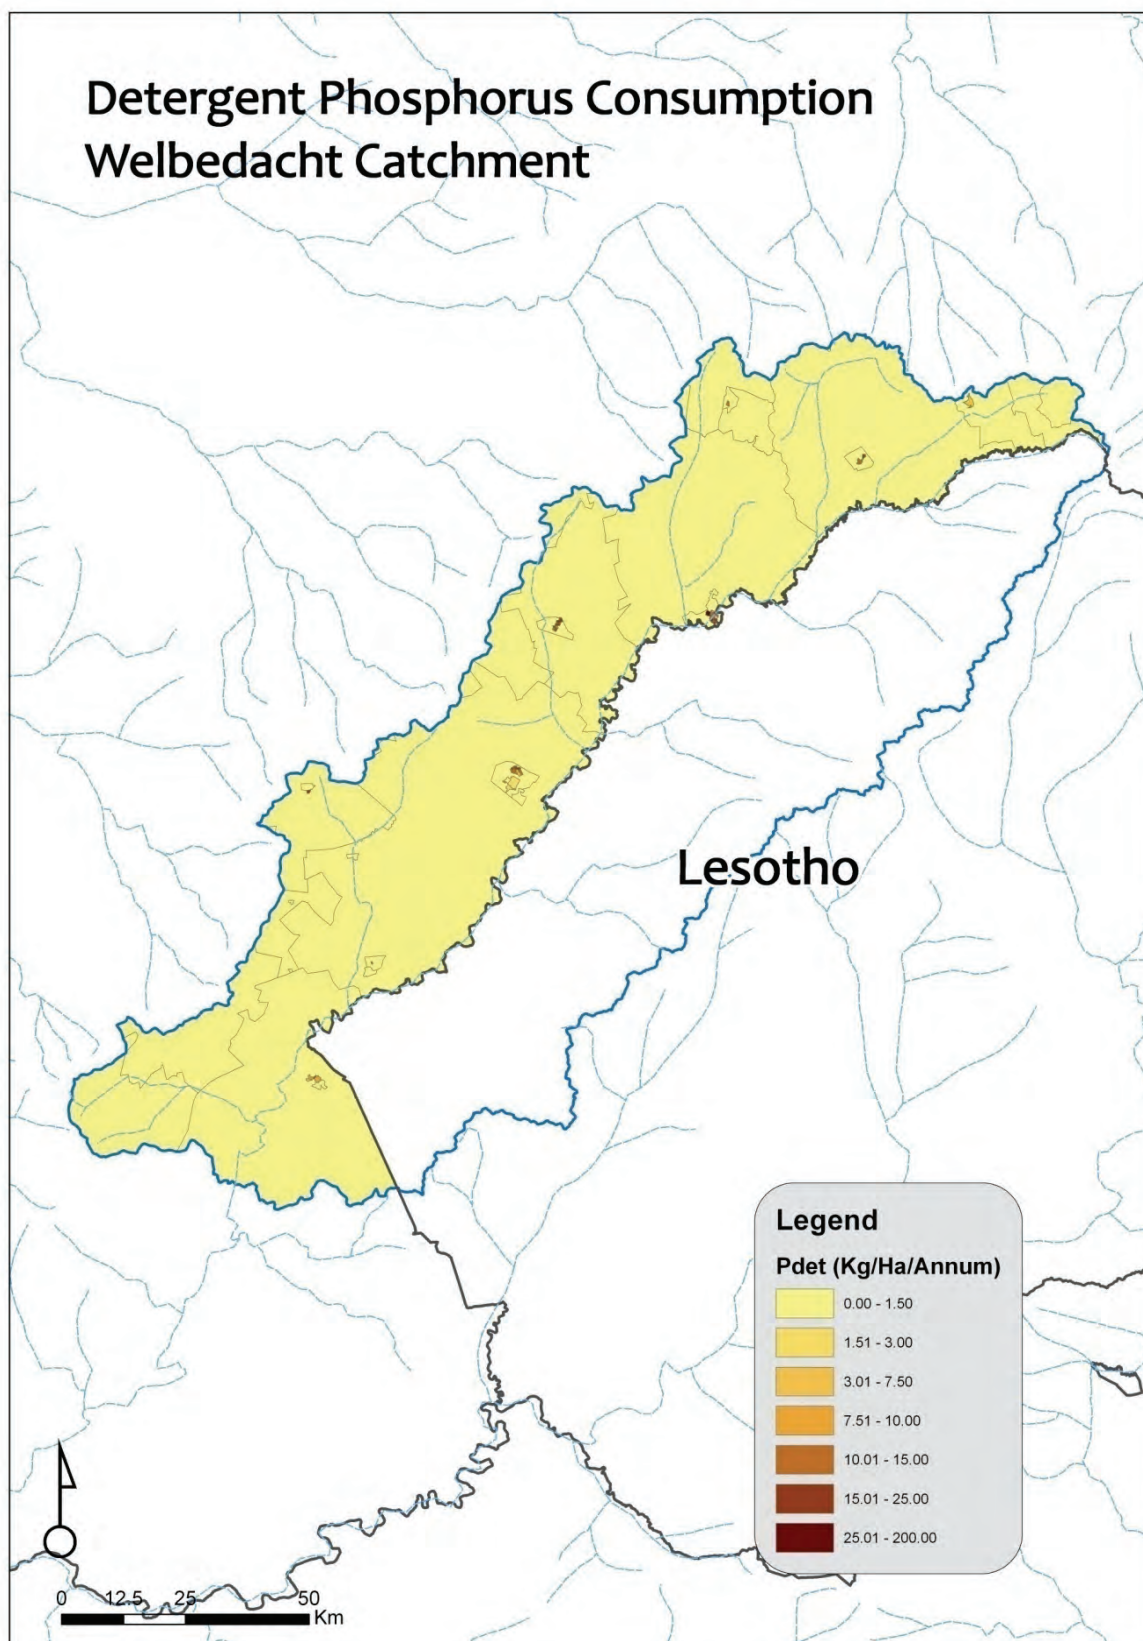 Detergent Phosphorus Consumption
Welbedacht Catchment
Lesotho
Legend
Pdet (Kg/Ha/Annum)
0.00 - 1.50
1.51 - 3.00
3.01 - 7.50
7.51 - 10.00
10.01 - 15.00
15.01 - 25.00
25.01 - 200.00
0 12.5 25 50
Km